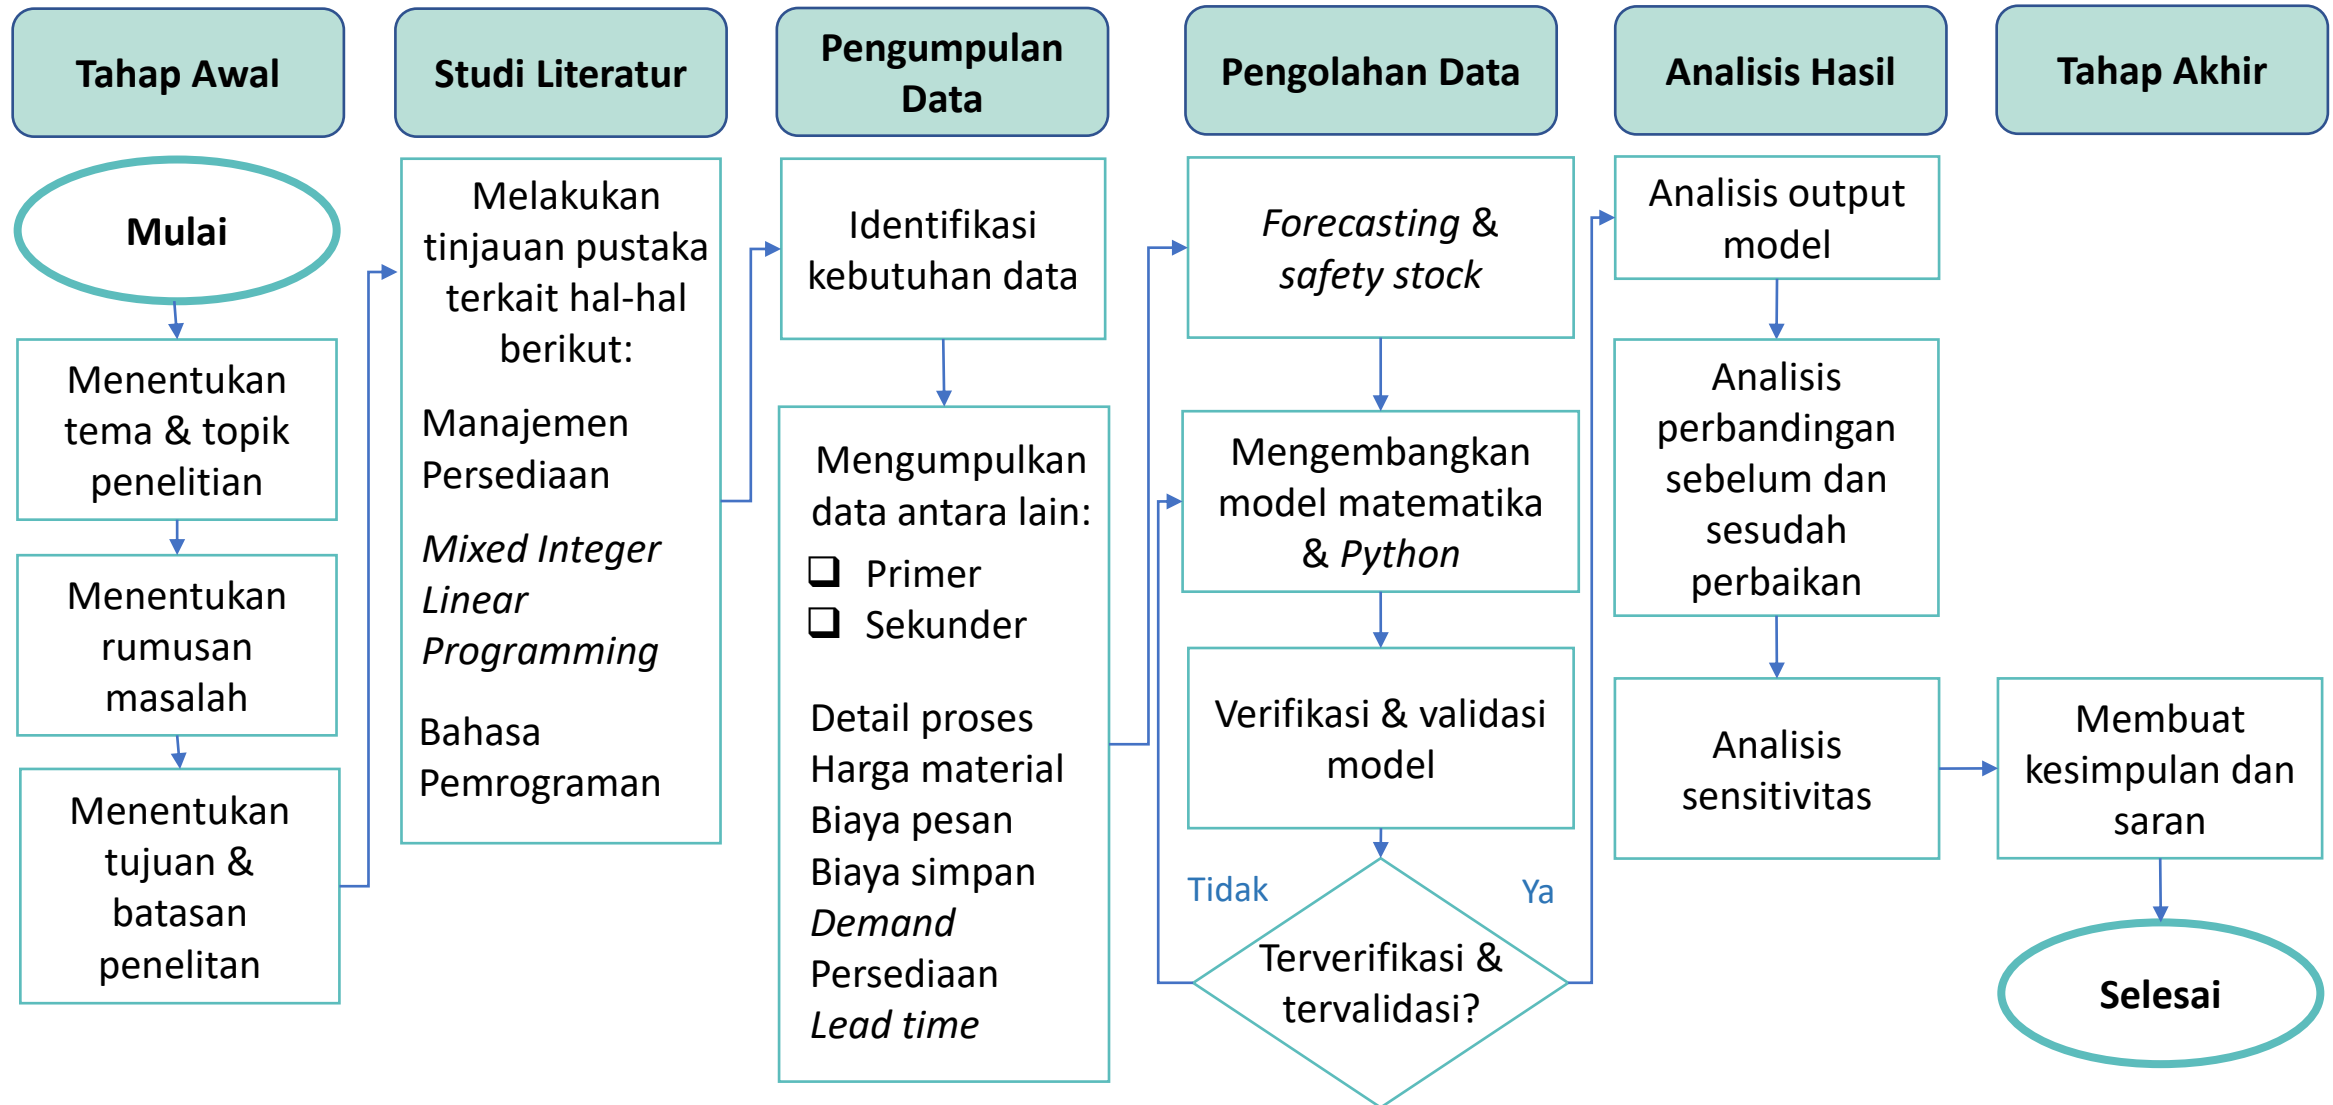 Tahap Awal
Studi Literatur
Pengumpulan
Data
Pengolahan Data
Analisis Hasil
Tahap Akhir
Mulai
Menentukan
tema & topik
penelitian
Menentukan
rumusan
masalah
Menentukan
tujuan &
batasan
penelitan
Melakukan
tinjauan pustaka
terkait hal-hal
berikut:
Manajemen
Persediaan
Mixed Integer
Linear
Programming
Bahasa
Pemrograman
Identifikasi
kebutuhan data
Mengumpulkan
data antara lain:
❑ Primer
❑ Sekunder
Detail proses
Harga material
Biaya pesan
Biaya simpan
Demand
Persediaan
Lead time
Forecasting &
safety stock
Mengembangkan
model matematika
& Python
Verifikasi & validasi
model
Tidak
Ya
Terverifikasi &
tervalidasi?
Analisis output
model
Analisis
perbandingan
sebelum dan
sesudah
perbaikan
Analisis
sensitivitas
Membuat
kesimpulan dan
saran
Selesai